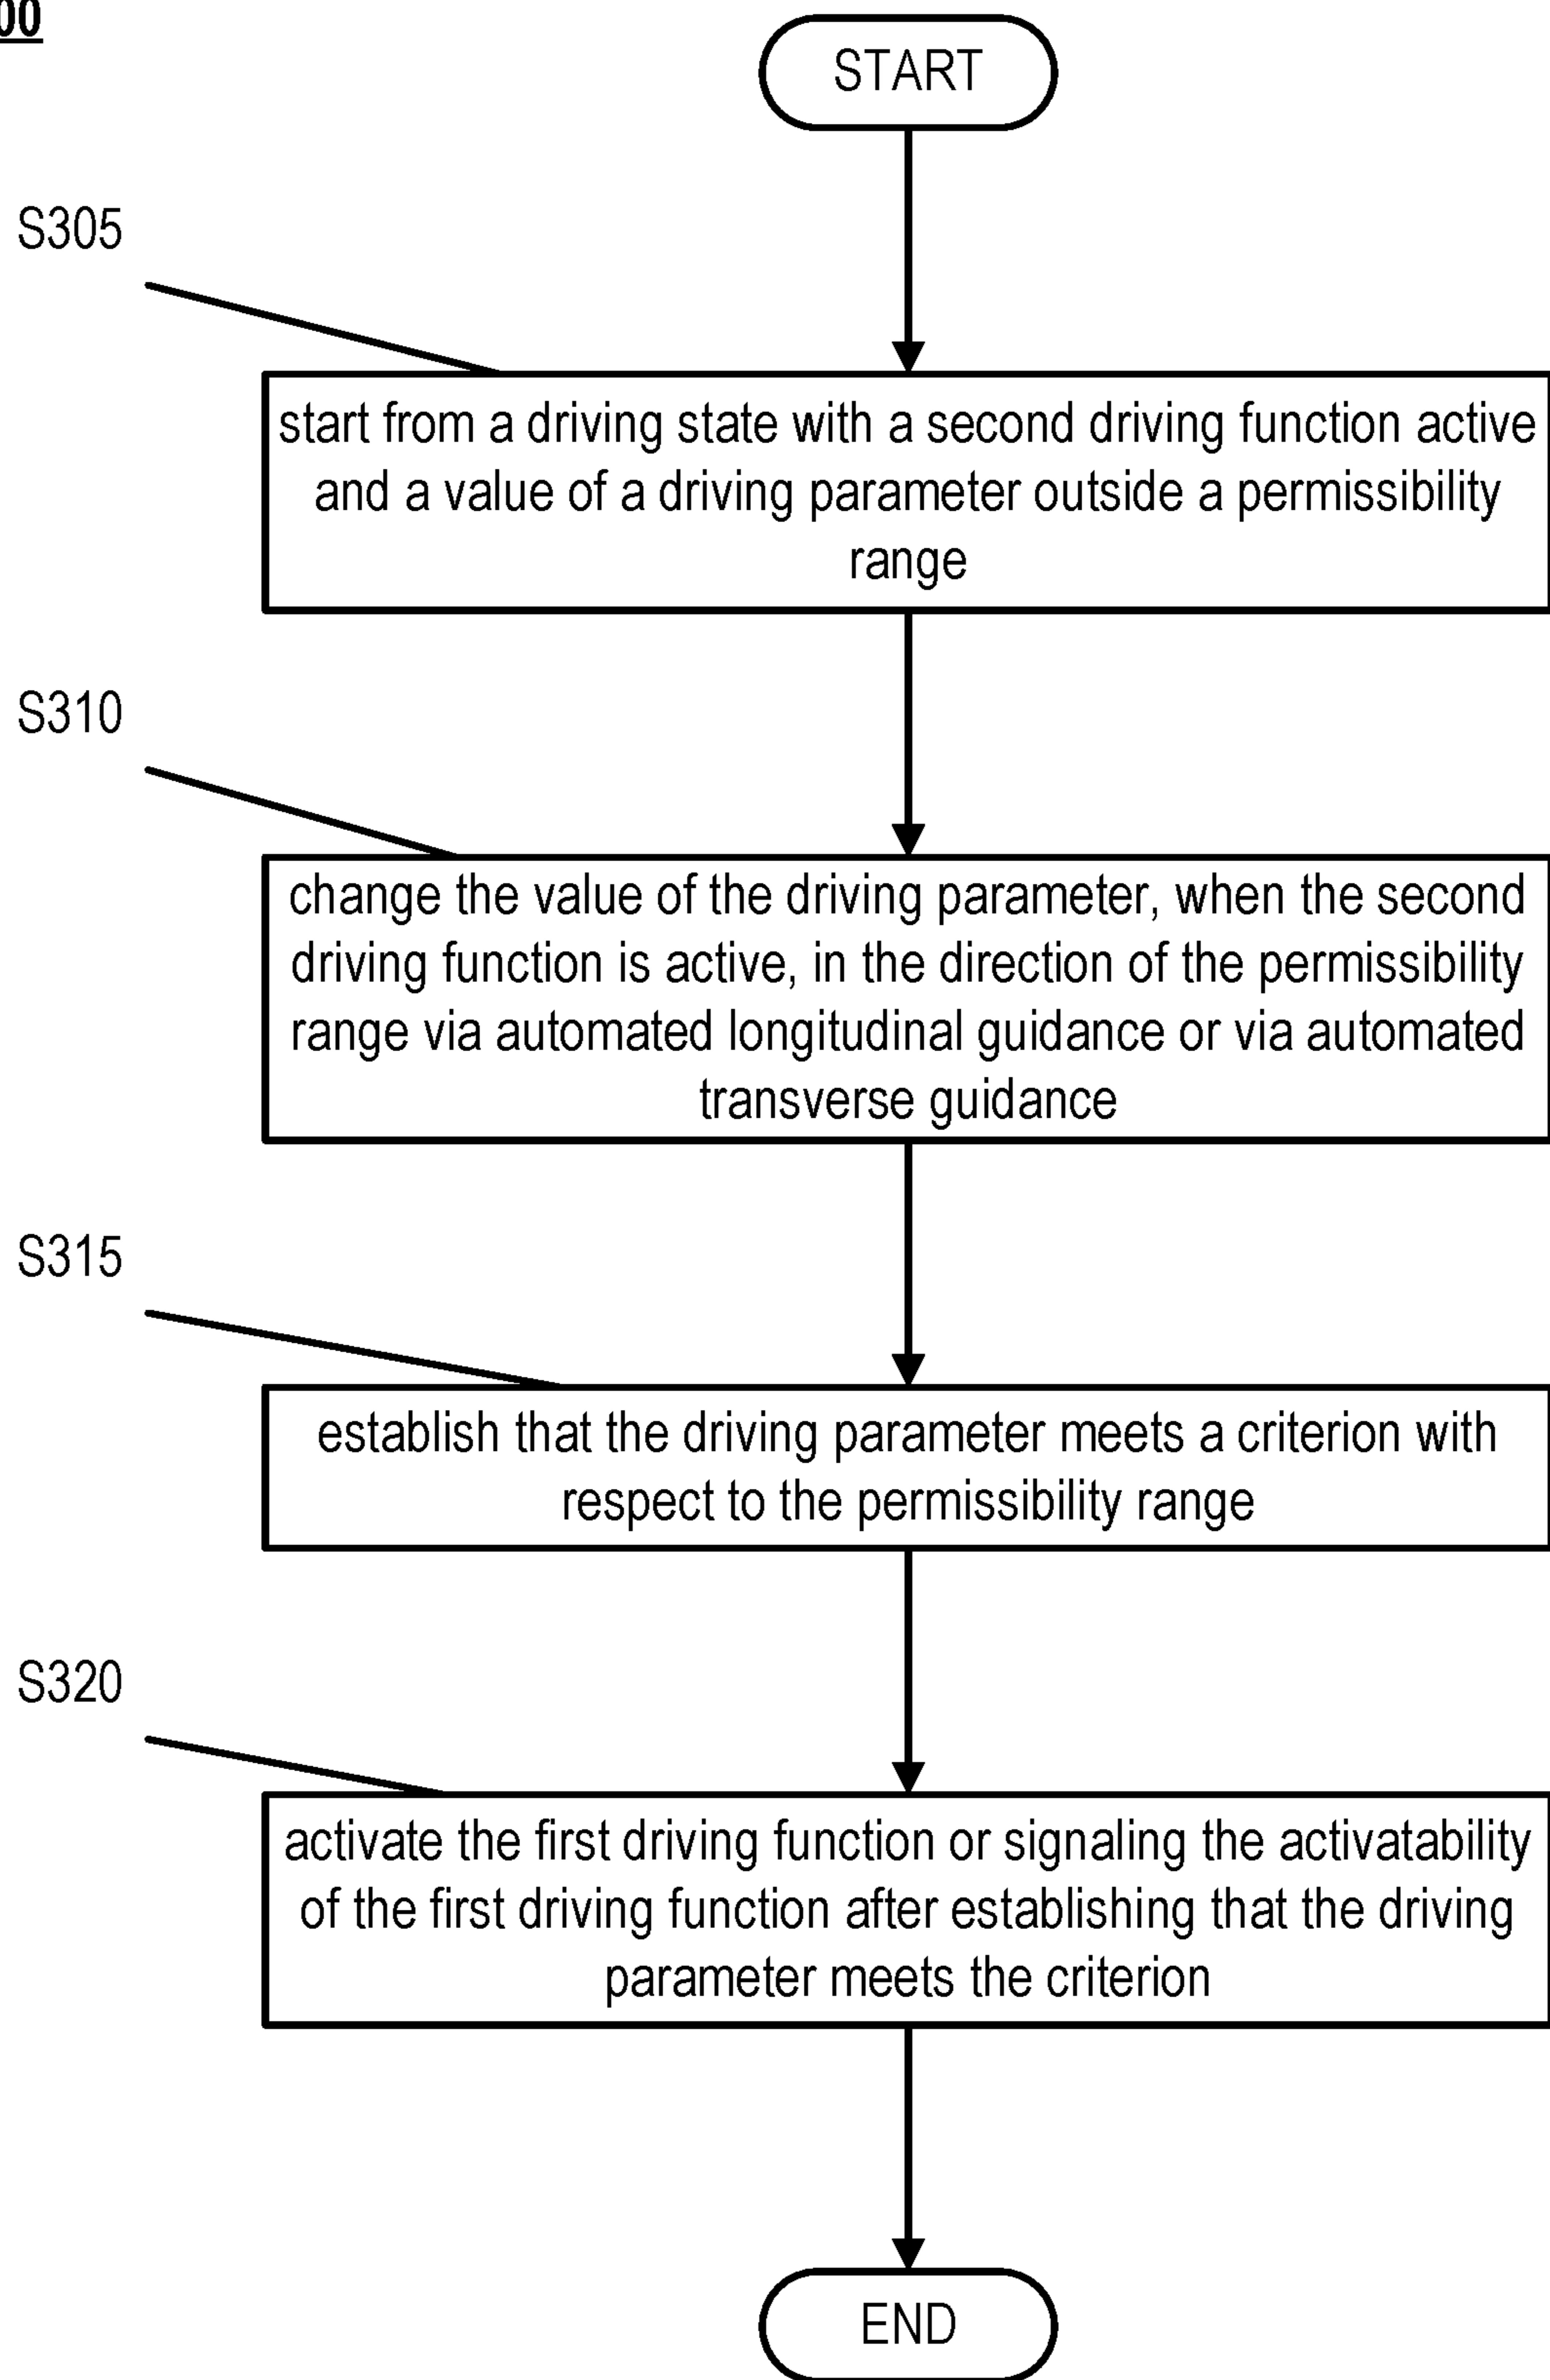 00
START
S305
start from a driving state with a second driving function active
and a value of a driving parameter outside a permissibility
range
S310
change the value of the driving parameter, when the second
driving function is active, in the direction of the permissibility
range via automated longitudinal guidance or via automated
transverse guidance
S315
establish that the driving parameter meets a criterion with
respect to the permissibility range
S320
activate the first driving function or signaling the activatability
of the first driving function after establishing that the driving
parameter meets the criterion
END